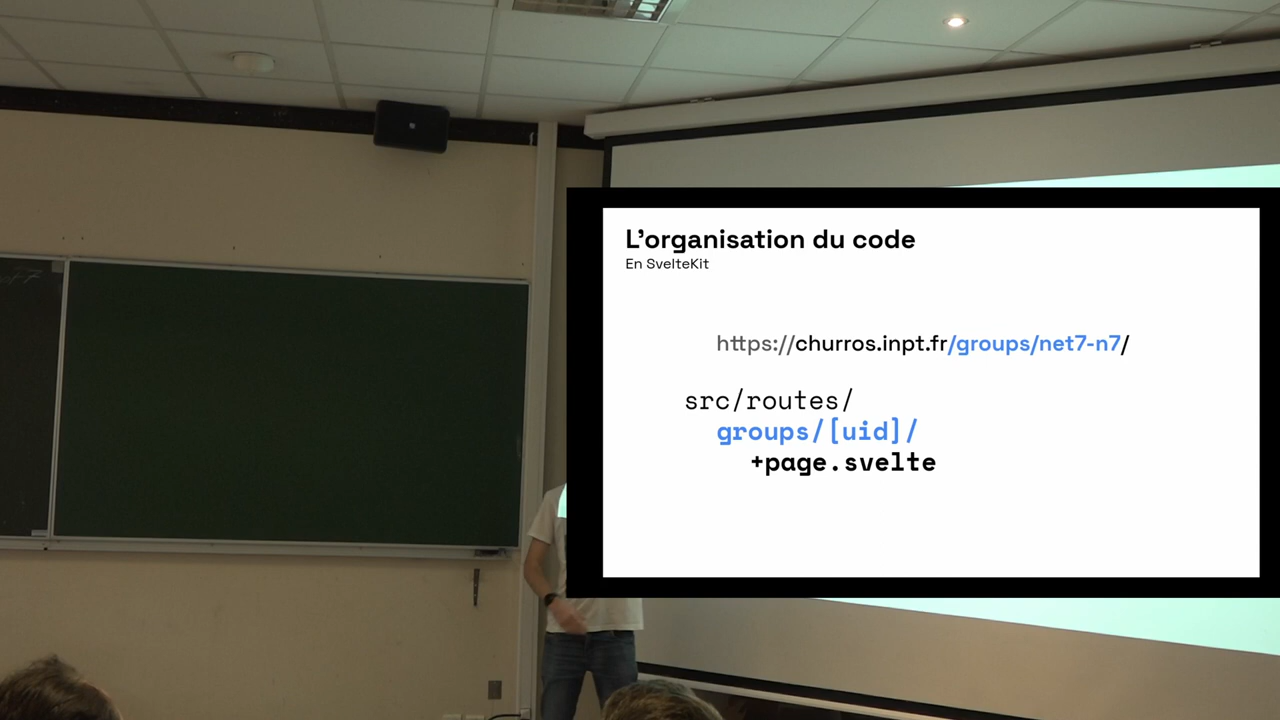 L'organisation du code
En SvelteKit
https://churros.inpt.fr/groups/net7-n7/
src/routes/
groups/[uid]/
+page.svelte